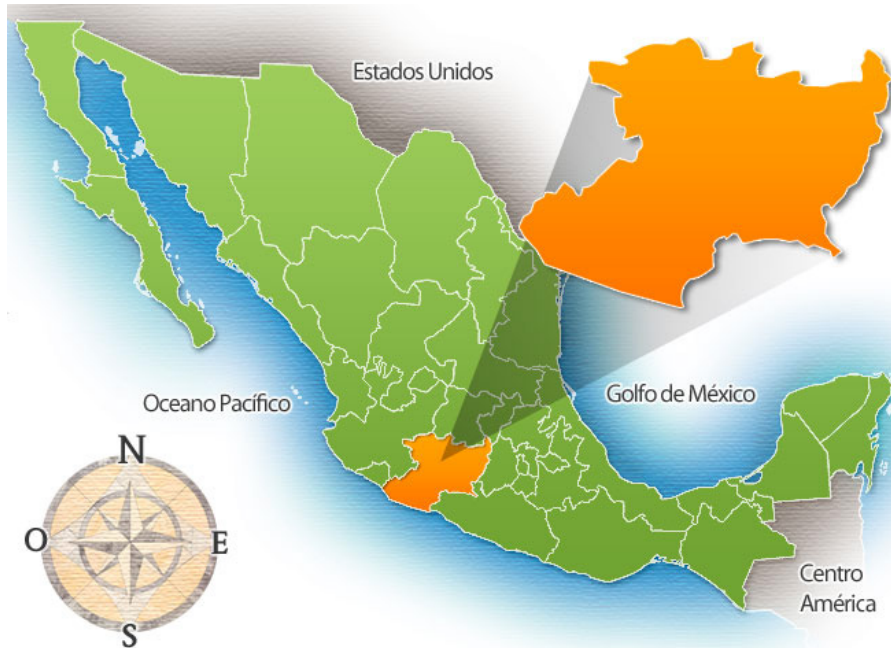 Estados Unidos
Oceano Pacífico
Golfo de México
N
O
E
S
Centro
América